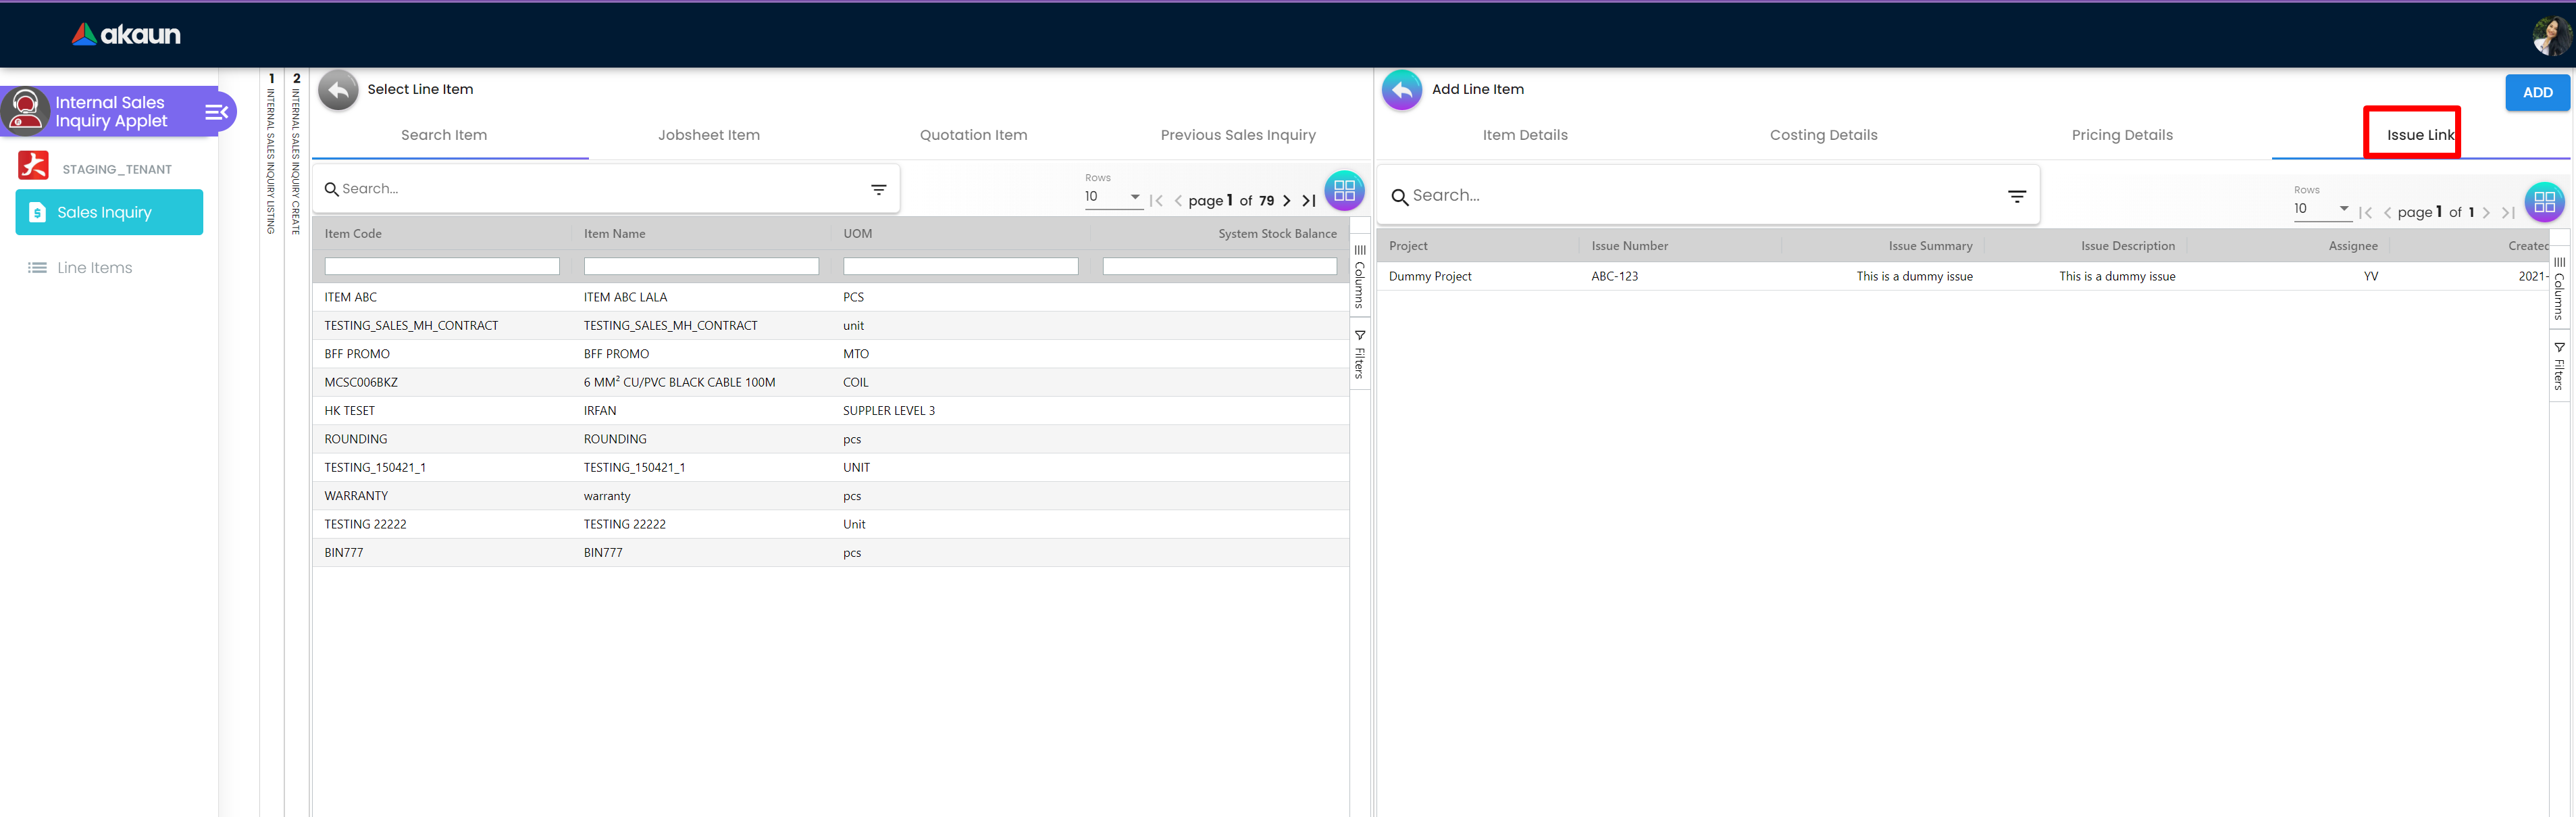 akaun
Internal Sales
Inquiry Applet
STAGING_TENANT
Sales Inquiry
Line Items
1 INTERNAL SALES INQUIRY LISTING
2 INTERNAL SALES INQUIRY CREATE
Select Line Item
Search Item Jobsheet Item Quotation Item Previous Sales Inquiry
Search...
Rows
10 page 1 of 79
Item Code Item Name UOM System Stock Balance
ITEM ABC ITEM ABC LALA PCS
TESTING_SALES_MH_CONTRACT TESTING_SALES_MH_CONTRACT unit
BFF PROMO BFF PROMO MTO
MCSC006BKZ 6 MM² CU/PVC BLACK CABLE 100M COIL
HK TESET IRFAN SUPPLER LEVEL 3
ROUNDING ROUNDING pcs
TESTING_150421_1 TESTING_150421_1 UNIT
WARRANTY warranty pcs
TESTING 22222 TESTING 22222 Unit
BIN777 BIN777 pcs
Columns
Filters
Add Line Item
ADD
Item Details Costing Details Pricing Details Issue Link
Search...
Rows
10 page 1 of 1
Project Issue Number Issue Summary Issue Description Assignee Created
Dummy Project ABC-123 This is a dummy issue This is a dummy issue YV 2021-
Columns
Filters